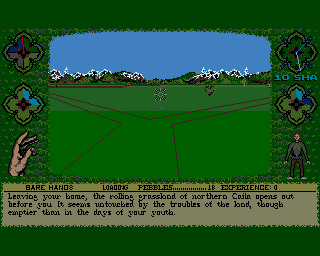 10 SHA
BARE HANDS LOADING PEBBLES..................18 EXPERIENCE: 0
Leaving your home, the rolling grassland of northern Caila opens out
before you. It seems untouched by the troubles of the land, though
emptier than in the days of your youth.